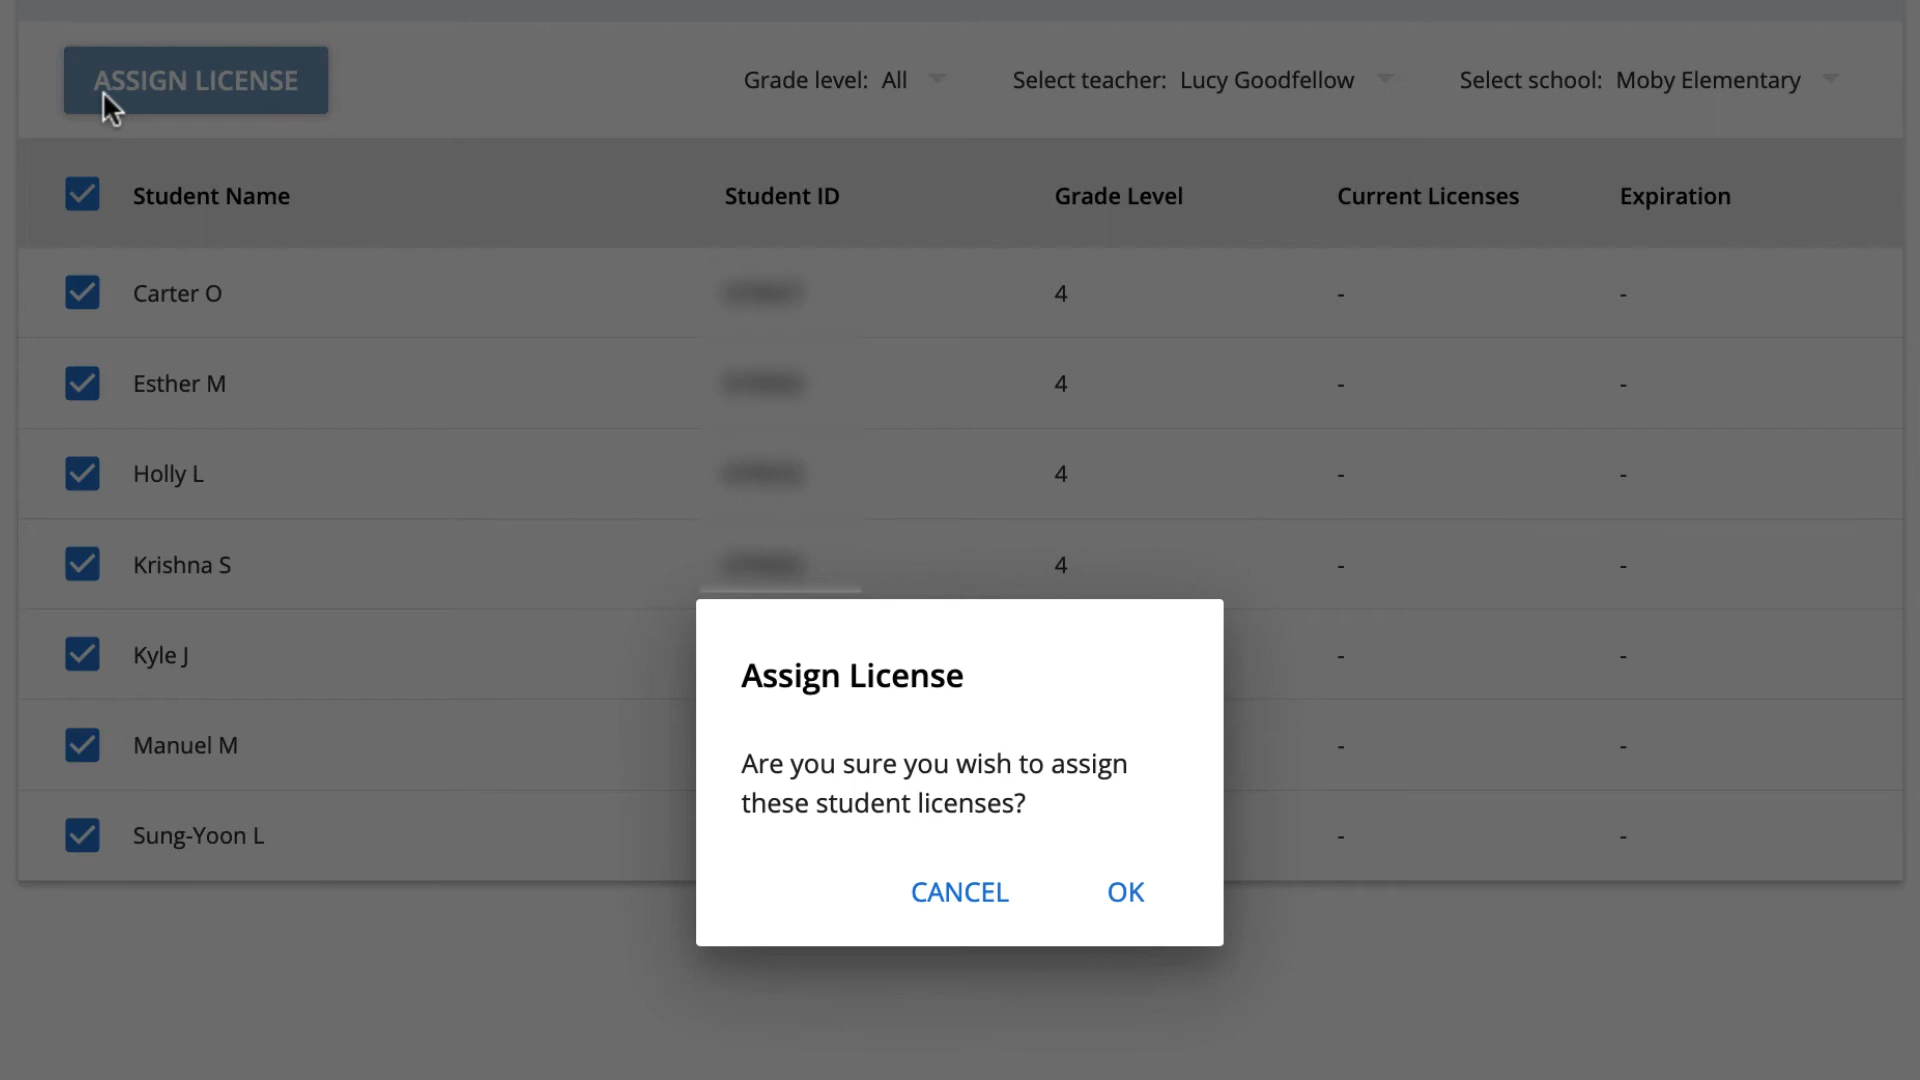 ASSIGN LICENSE
Grade level: All
Select teacher: Lucy Goodfellow
Select school: Moby Elementary
Student Name Student ID Grade Level Current Licenses Expiration
Carter O 4 - -
Esther M 4 - -
Holly L 4 - -
Krishna S 4 - -
Kyle J - -
Manuel M - -
Sung-Yoon L - -
Assign License
Are you sure you wish to assign
these student licenses?
CANCEL OK